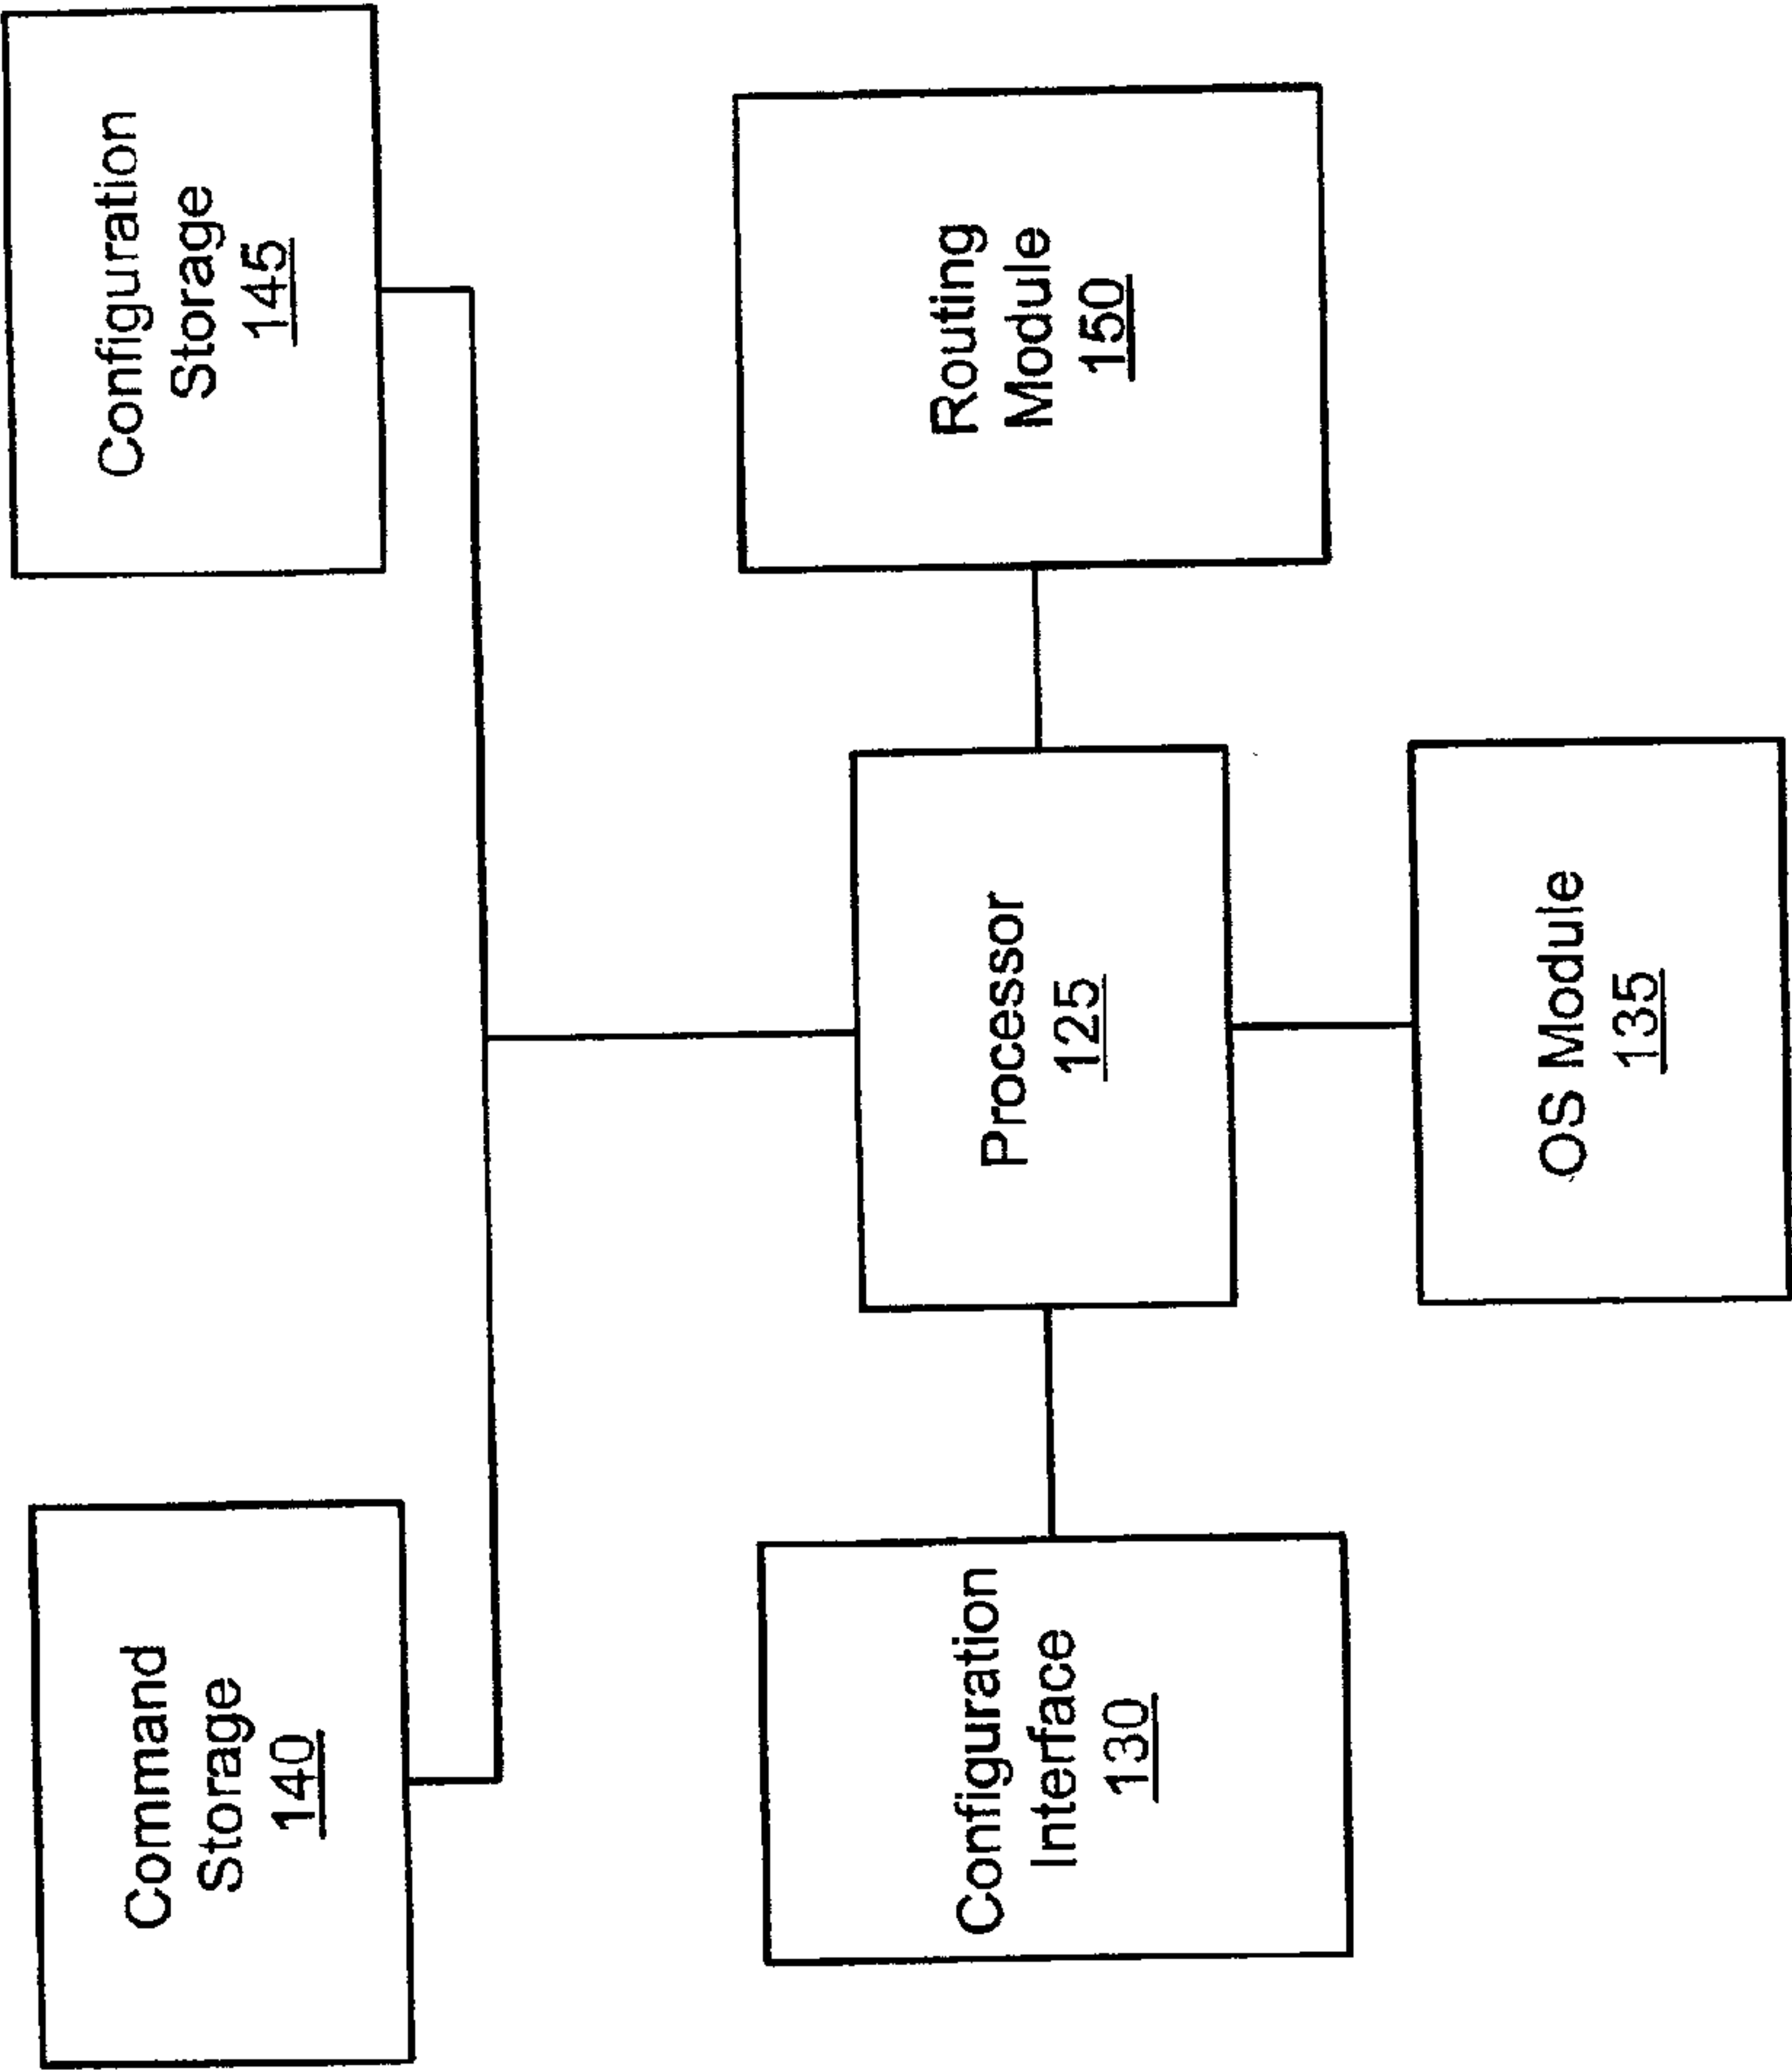 Command
Storage
140
Configuration
Storage
145
Configuration
Interface
130
Processor
125
Routing
Module
150
OS Module
135